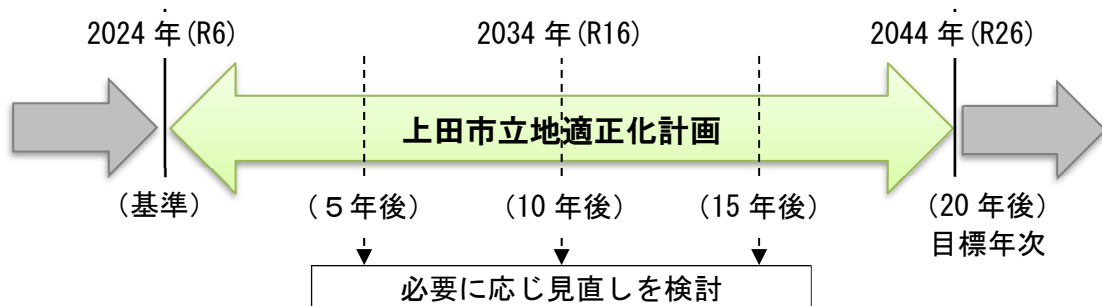 2024 年(R6) 2034 年(R16) 2044 年(R26)
上田市立地適正化計画
(基準) (５年後) (10 年後) (15 年後) (20 年後)
目標年次
必要に応じ見直しを検討